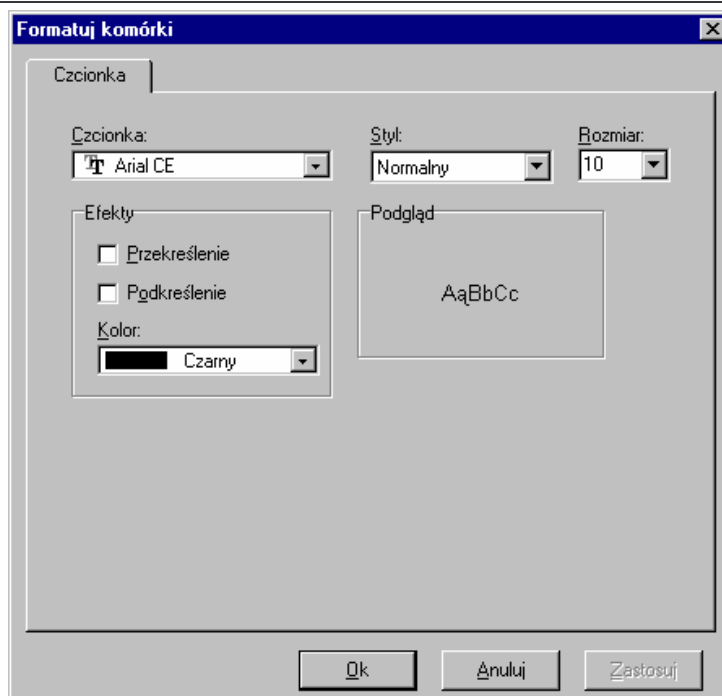 Formatuj komórki
Czcionka
Czcionka: Styl: Rozmiar:
Arial CE Normalny 10
Efekty Podgląd
Przekreślenie
Podkreślenie AąBbCc
Kolor:
Czarny
Ok Anuluj Zastosuj